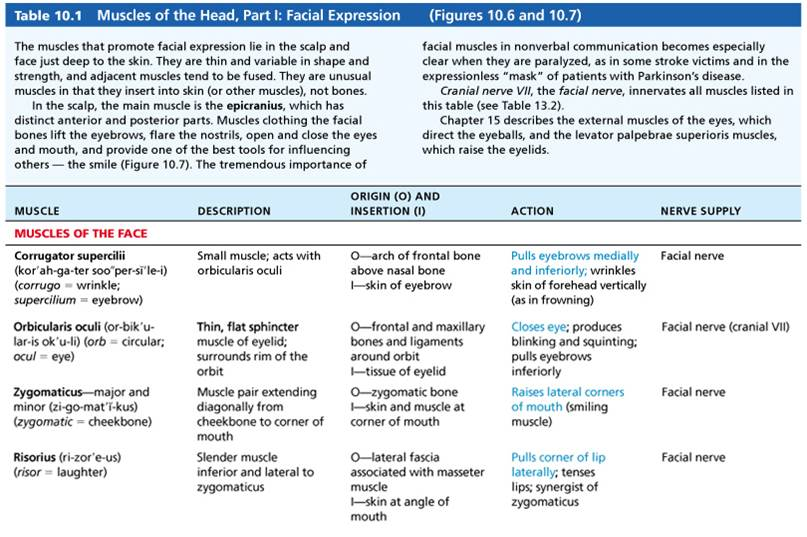 Table 10.1 Muscles of the Head, Part I: Facial Expression (Figures 10.6 and 10.7)
The muscles that promote facial expression lie in the scalp and
face just deep to the skin. They are thin and variable in shape and
strength, and adjacent muscles tend to be fused. They are unusual
muscles in that they insert into skin (or other muscles), not bones.
In the scalp, the main muscle is the epicranius, which has
distinct anterior and posterior parts. Muscles clothing the facial
bones lift the eyebrows, flare the nostrils, open and close the eyes
and mouth, and provide one of the best tools for influencing
others — the smile (Figure 10.7). The tremendous importance of
facial muscles in nonverbal communication becomes especially
clear when they are paralyzed, as in some stroke victims and in the
expressionless “mask” of patients with Parkinson’s disease.
Cranial nerve VII, the facial nerve, innervates all muscles listed in
this table (see Table 13.2).
Chapter 15 describes the external muscles of the eyes, which
direct the eyeballs, and the levator palpebrae superioris muscles,
which raise the eyelids.
MUSCLE
DESCRIPTION
ORIGIN (O) AND
INSERTION (I)
ACTION
NERVE SUPPLY
MUSCLES OF THE FACE
Corrugator supercilii
(kor′ah-ga-ter soo″per-sĭ′le-i)
(corrugo = wrinkle;
supercilium = eyebrow)
Small muscle; acts with
orbicularis oculi
O—arch of frontal bone
above nasal bone
I—skin of eyebrow
Pulls eyebrows medially
and inferiorly; wrinkles
skin of forehead vertically
(as in frowning)
Facial nerve
Orbicularis oculi (or-bik′u-
lar-is ok′u-li) (orb = circular;
ocul = eye)
Thin, flat sphincter
muscle of eyelid;
surrounds rim of the
orbit
O—frontal and maxillary
bones and ligaments
around orbit
I—tissue of eyelid
Closes eye; produces
blinking and squinting;
pulls eyebrows
inferiorly
Facial nerve (cranial VII)
Zygomaticus—major and
minor (zi-go-mat′ĭ-kus)
(zygomatic = cheekbone)
Muscle pair extending
diagonally from
cheekbone to corner of
mouth
O—zygomatic bone
I—skin and muscle at
corner of mouth
Raises lateral corners
of mouth (smiling
muscle)
Facial nerve
Risorius (ri-zor′e-us)
(risor = laughter)
Slender muscle
inferior and lateral to
zygomaticus
O—lateral fascia
associated with masseter
muscle
I—skin at angle of
mouth
Pulls corner of lip
laterally; tenses
lips; synergist of
zygomaticus
Facial nerve